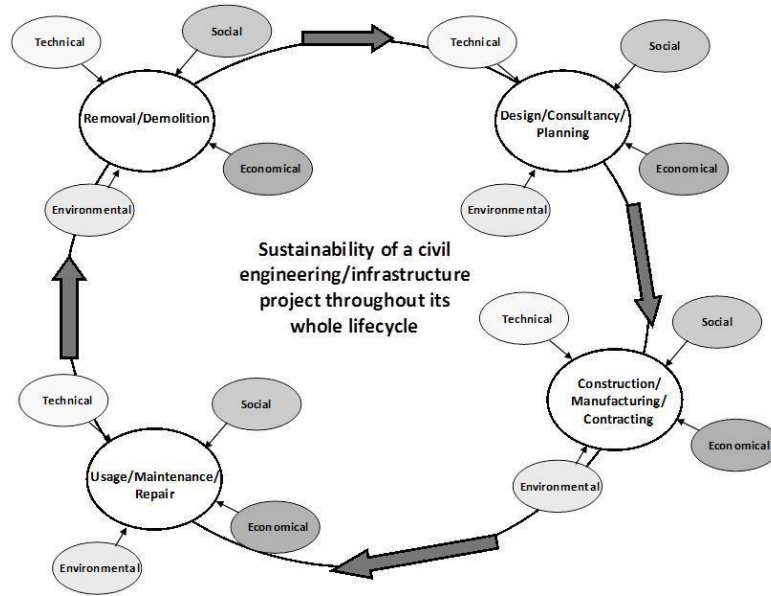 Technical
Social
Removal/Demolition
Economical
Environmental
Technical
Social
Design/Consultancy/
Planning
Economical
Environmental
Sustainability of a civil
engineering/infrastructure
project throughout its
whole lifecycle
Technical
Social
Construction/
Manufacturing/
Contracting
Economical
Environmental
Technical
Social
Usage/Maintenance/
Repair
Economical
Environmental